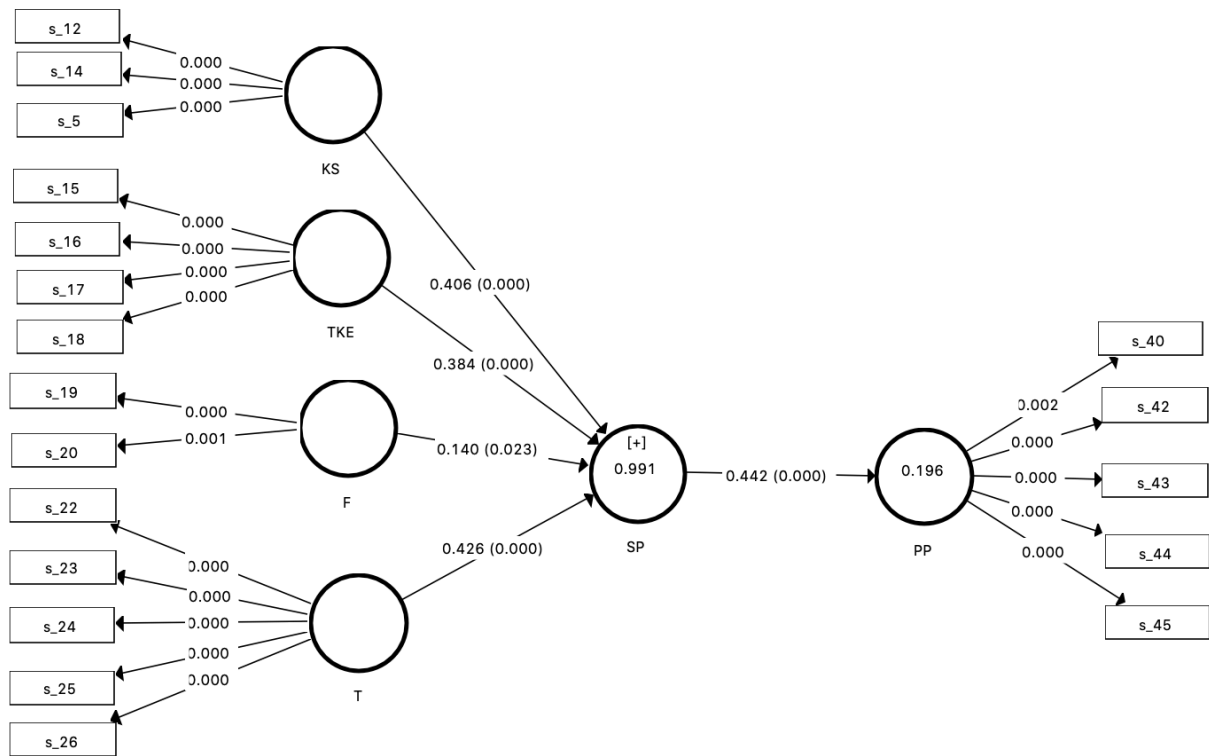 s_12
s_14
s_5
0.000
0.000
0.000
KS
s_15
s_16
s_17
s_18
0.000
0.000
0.000
0.000
TKE
0.406 (0.000)
0.384 (0.000)
s_19
s_20
0.000
0.001
F
0.140 (0.023)
s_22
s_23
s_24
s_25
s_26
0.000
0.000
0.000
0.000
0.000
T
0.426 (0.000)
[+]
0.991
SP
0.442 (0.000)
0.196
PP
0.002
0.000
0.000
0.000
0.000
s_40
s_42
s_43
s_44
s_45